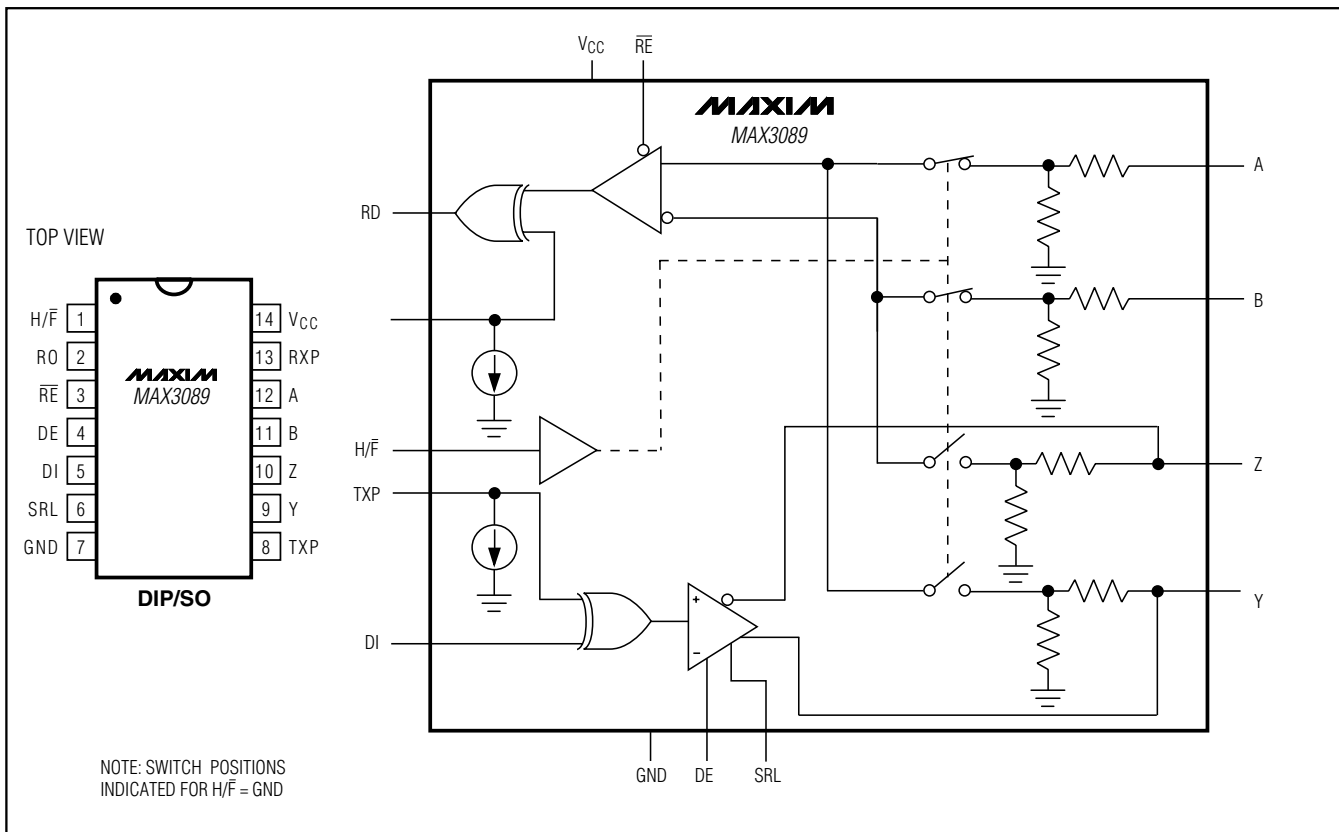 TOP VIEW
H/F̅ 1
RO 2
R̅E̅ 3
DE 4
DI 5
SRL 6
GND 7
MAXIM
MAX3089
14 VCC
13 RXP
12 A
11 B
10 Z
9 Y
8 TXP
DIP/SO
NOTE: SWITCH POSITIONS
INDICATED FOR H/F̅ = GND
VCC
R̅E̅
MAXIM
MAX3089
RD
H/F̅
TXP
DI
+
−
A
B
Z
Y
GND
DE
SRL